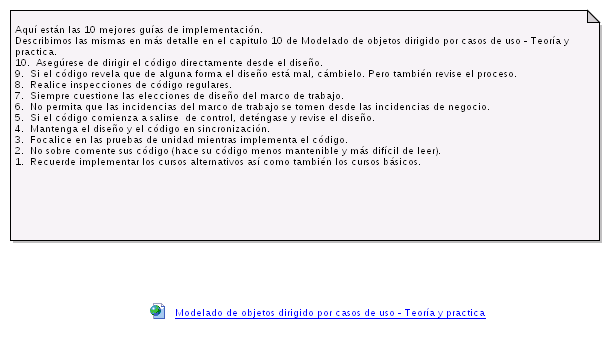 Aquí están las 10 mejores guías de implementación.
Describimos las mismas en más detalle en el capitulo 10 de Modelado de objetos dirigido por casos de uso - Teoría y
practica.
10. Asegúrese de dirigir el código directamente desde el diseño.
9. Si el código revela que de alguna forma el diseño está mal, cámbielo. Pero también revise el proceso.
8. Realice inspecciones de código regulares.
7. Siempre cuestione las elecciones de diseño del marco de trabajo.
6. No permita que las incidencias del marco de trabajo se tomen desde las incidencias de negocio.
5. Si el código comienza a salirse de control, deténgase y revise el diseño.
4. Mantenga el diseño y el código en sincronización.
3. Focalice en las pruebas de unidad mientras implementa el código.
2. No sobre comente sus código (hace su código menos mantenible y más difícil de leer).
1. Recuerde implementar los cursos alternativos así como también los cursos básicos.
Modelado de objetos dirigido por casos de uso - Teoría y practica